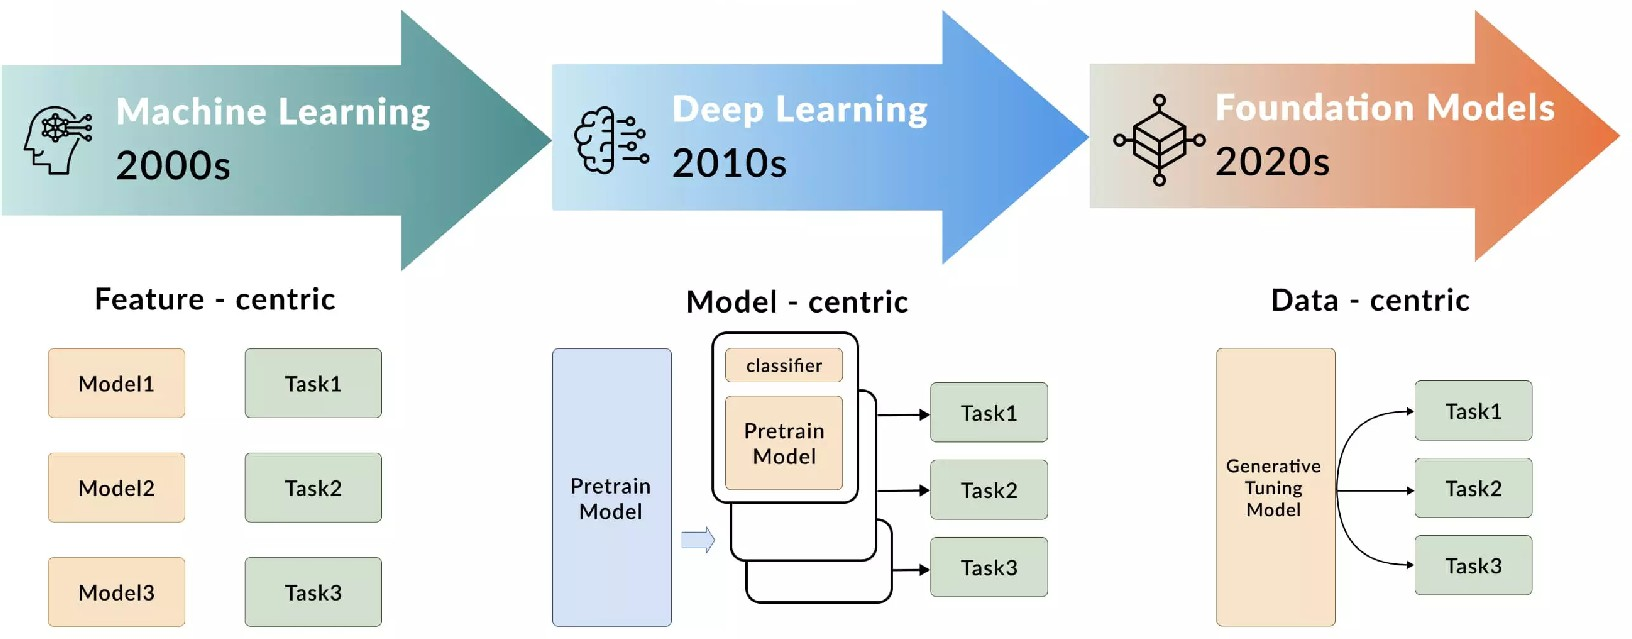 Machine Learning
2000s
Deep Learning
2010s
Foundation Models
2020s
Feature - centric
Model1
Task1
Model2
Task2
Model3
Task3
Model - centric
Pretrain
Model
classifier
Pretrain
Model
Task1
Task2
Task3
Data - centric
Generative
Tuning
Model
Task1
Task2
Task3